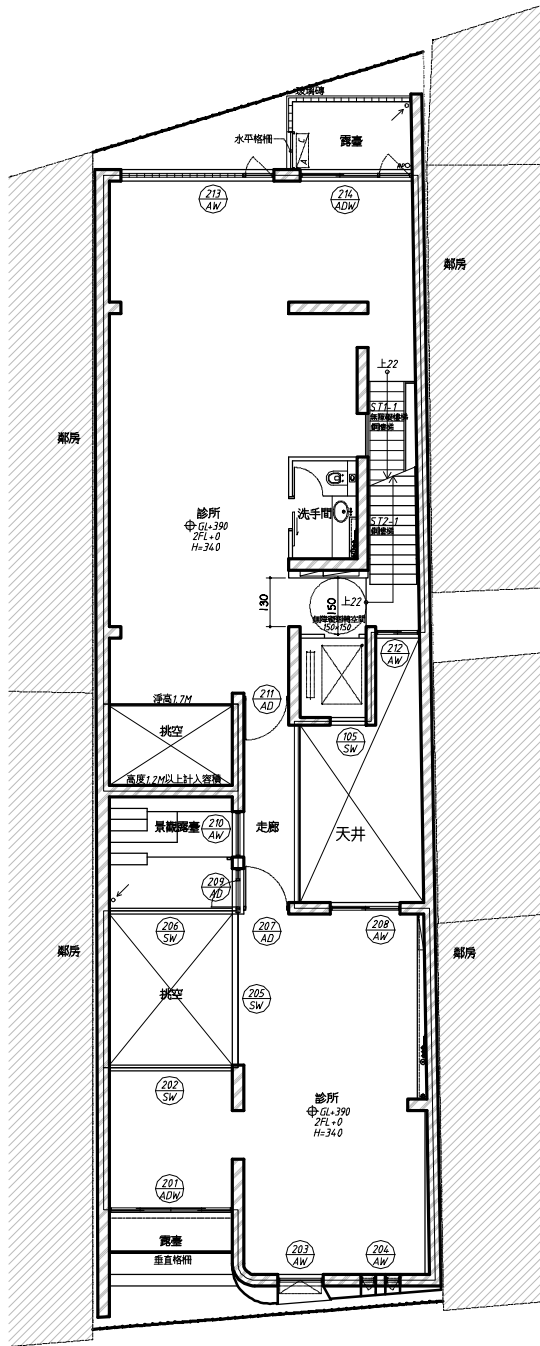 玻璃磚
水平格柵
露臺
A C
213
AW
214
ADW
鄰房
上22
ST1-1
鋼樓梯
鄰房
診所
GL+390
2FL+0
H=340
洗手間
ST2-1
鋼樓梯
130
150
上22
無障礙迴轉空間
150x150
212
AW
淨高1.7M
211
AD
挑空
105
SW
高度1.2M以上計入容積
景觀露臺
210
AW
走廊
天井
209
AD
206
SW
207
AD
208
AW
鄰房
鄰房
挑空
205
SW
202
SW
診所
GL+390
2FL+0
H=340
201
ADW
露臺
垂直格柵
203
AW
204
AW